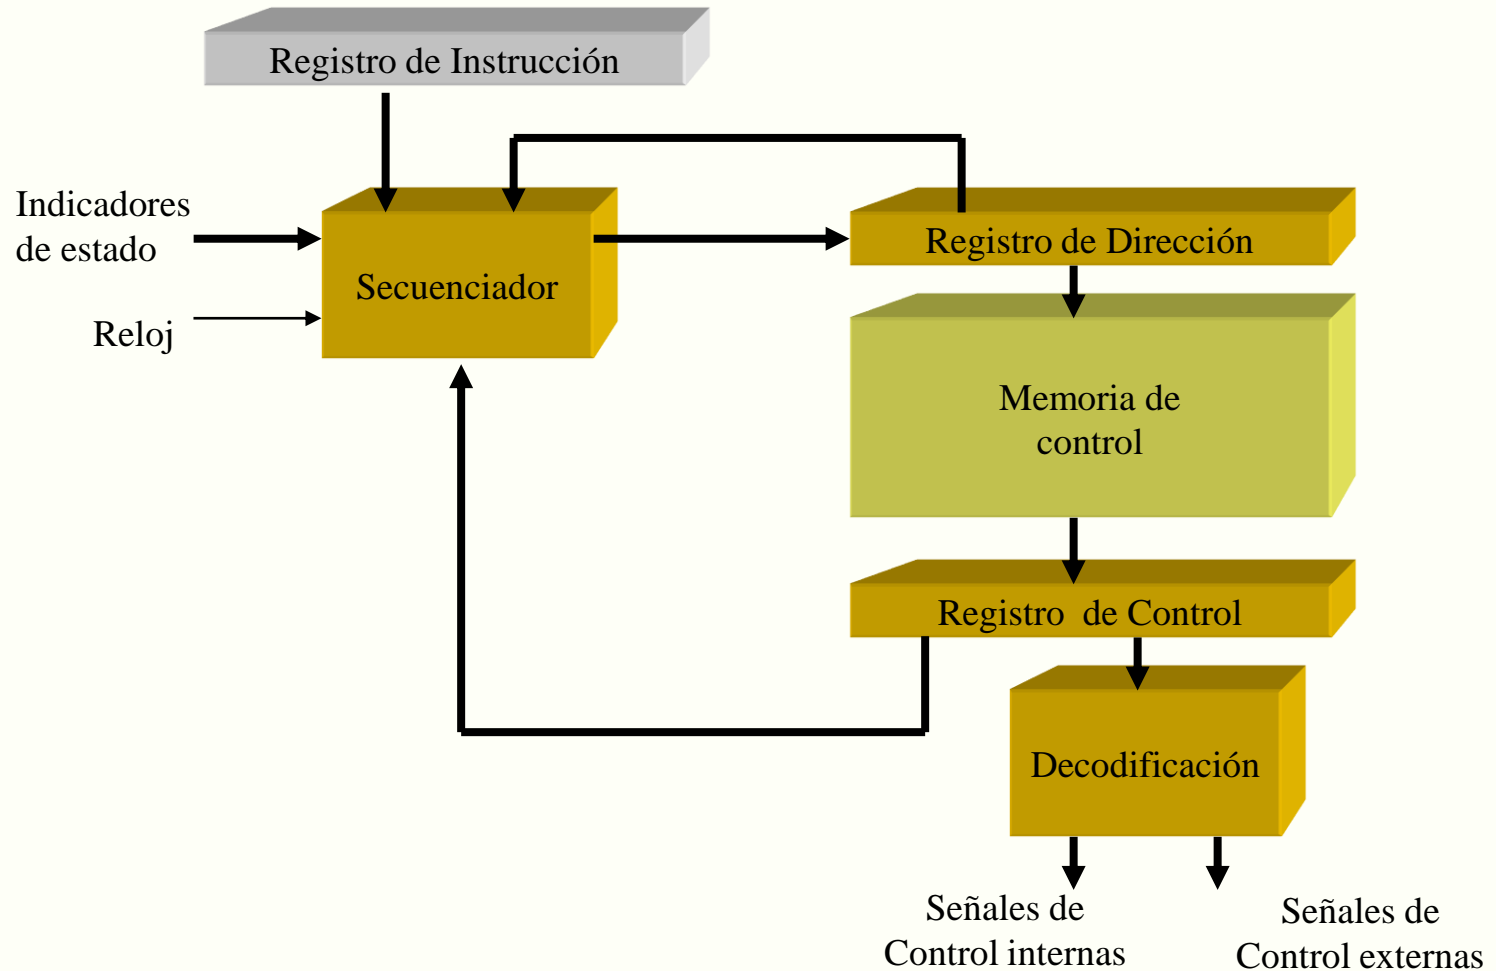 Registro de Instrucción
Indicadores
de estado
Reloj
Secuenciador
Registro de Dirección
Memoria de
control
Registro  de Control
Decodificación
Señales de
Control internas
Señales de
Control externas